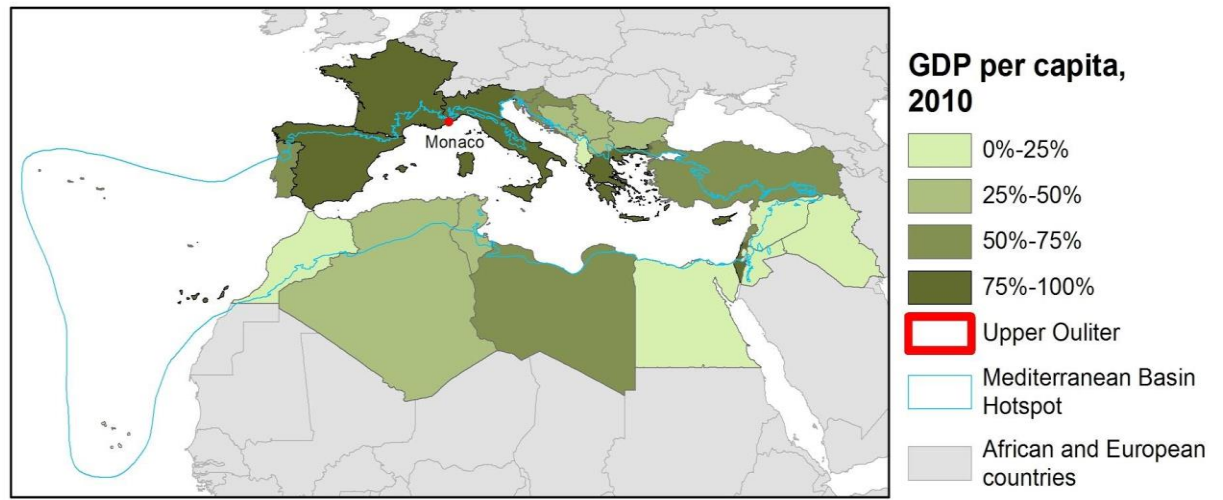 Monaco
GDP per capita,
2010
0%-25%
25%-50%
50%-75%
75%-100%
Upper Ouliter
Mediterranean Basin
Hotspot
African and European
countries